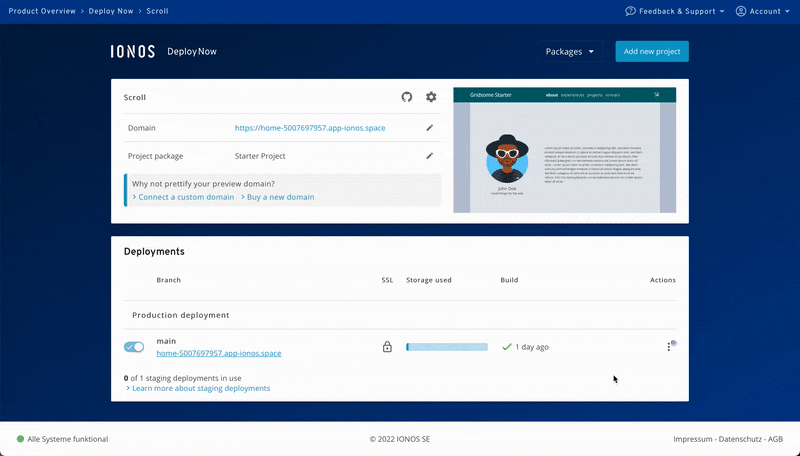 Product Overview > Deploy Now > Scroll
Feedback & Support
Account
IONOS Deploy Now
Packages
Add new project
Scroll
Domain https://home-5007697957.app-ionos.space
Project package Starter Project
Why not prettify your preview domain?
> Connect a custom domain > Buy a new domain
Gridsome Starter
About
John Doe
Deployments
Branch SSL Storage used Build Actions
Production deployment
main
home-5007697957.app-ionos.space
1 day ago
0 of 1 staging deployments in use
> Learn more about staging deployments
Alle Systeme funktional
© 2022 IONOS SE
Impressum - Datenschutz - AGB